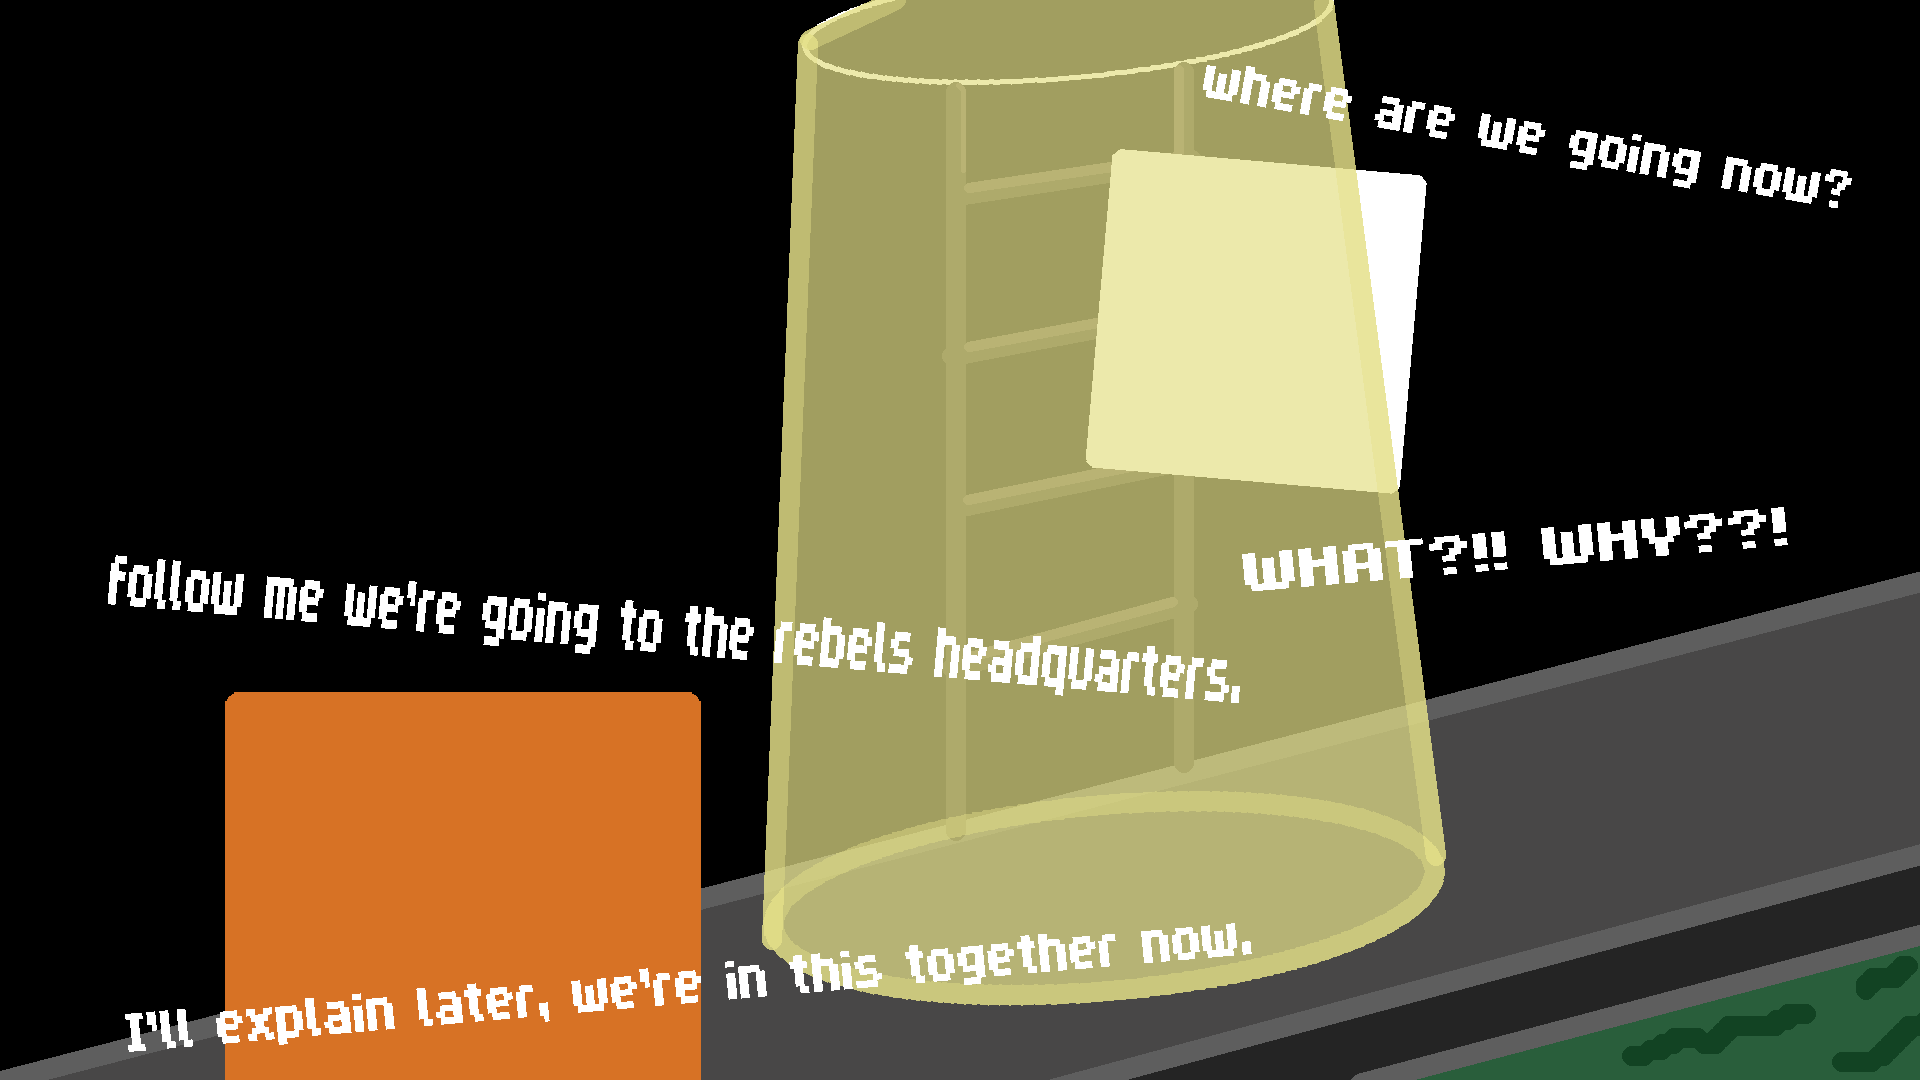 where are we going now?
follow me we're going to the rebels headquarters.
WHAT?!! WHY??!
I'll explain later, we're in this together now.